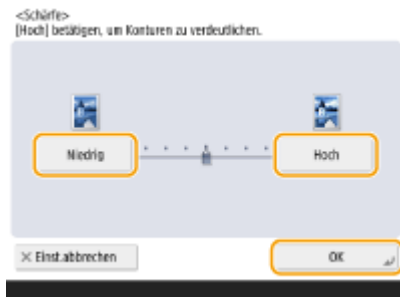 <Schärfe>
[Hoch] betätigen, um Konturen zu verdeutlichen.
Niedrig
Hoch
× Einst.abbrechen
OK